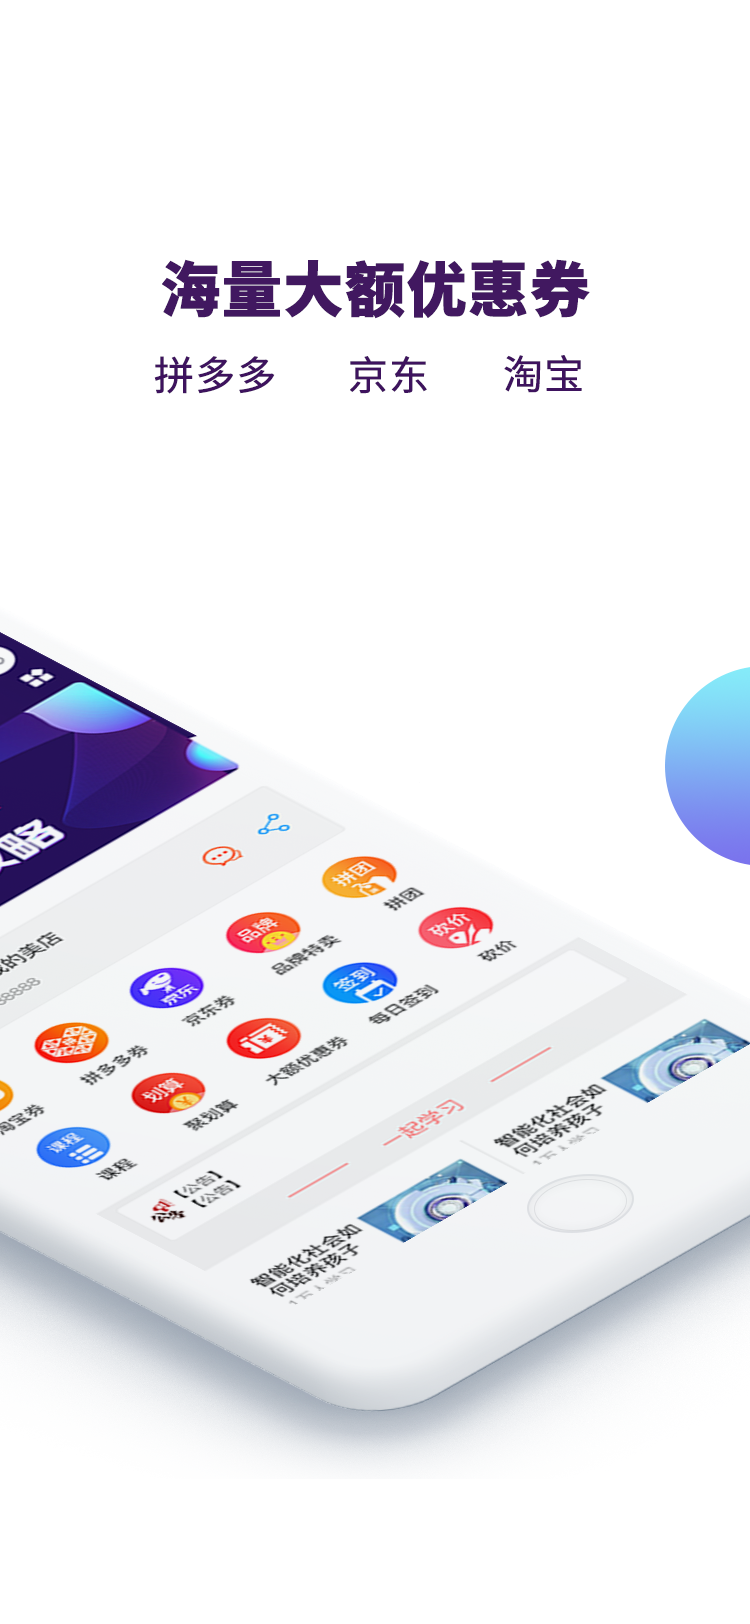 海量大额优惠券
拼多多 京东 淘宝
攻略
我的美店
88888
拼团
拼团
品牌
品牌特卖
京东
京东券
拼多多券
淘宝券
砍价
砍价
签到
每日签到
大额优惠券
划算
聚划算
课程
课程
公告
【公告】
【公告】
一起学习
智能化社会如
何培养孩子
1万人学习
智能化社会如
何培养孩子
1万人学习